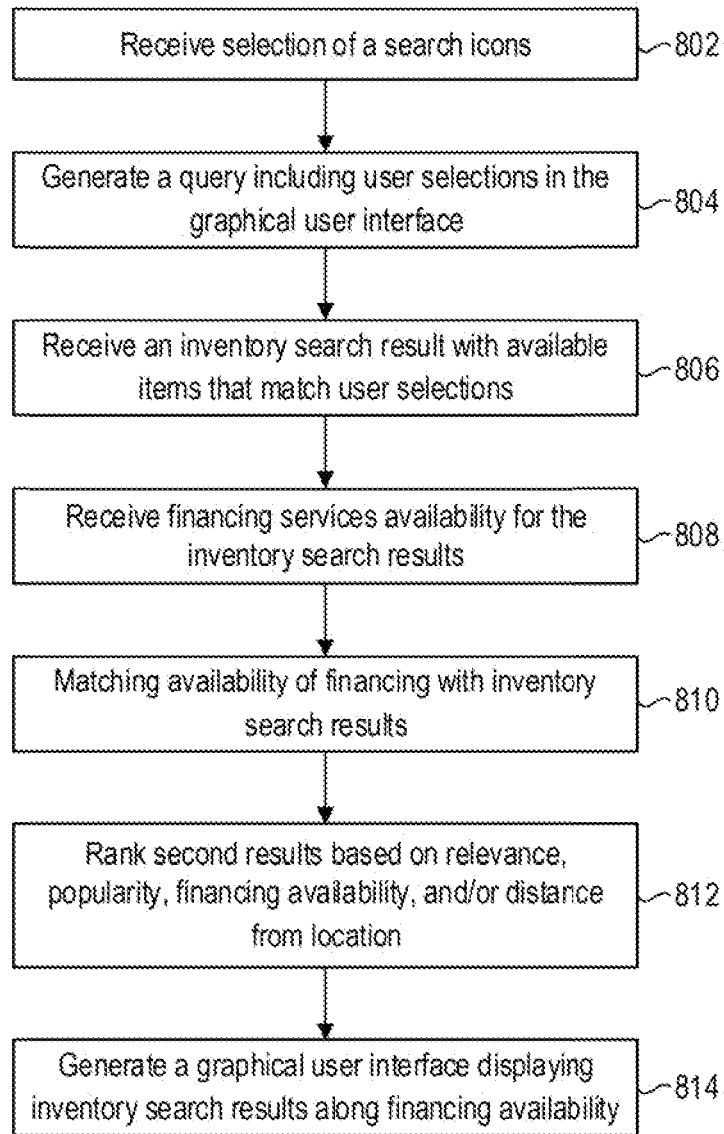 Receive selection of a search icons
802
Generate a query including user selections in the
graphical user interface
804
Receive an inventory search result with available
items that match user selections
806
Receive financing services availability for the
inventory search results
808
Matching availability of financing with inventory
search results
810
Rank second results based on relevance,
popularity, financing availability, and/or distance
from location
812
Generate a graphical user interface displaying
inventory search results along financing availability
814